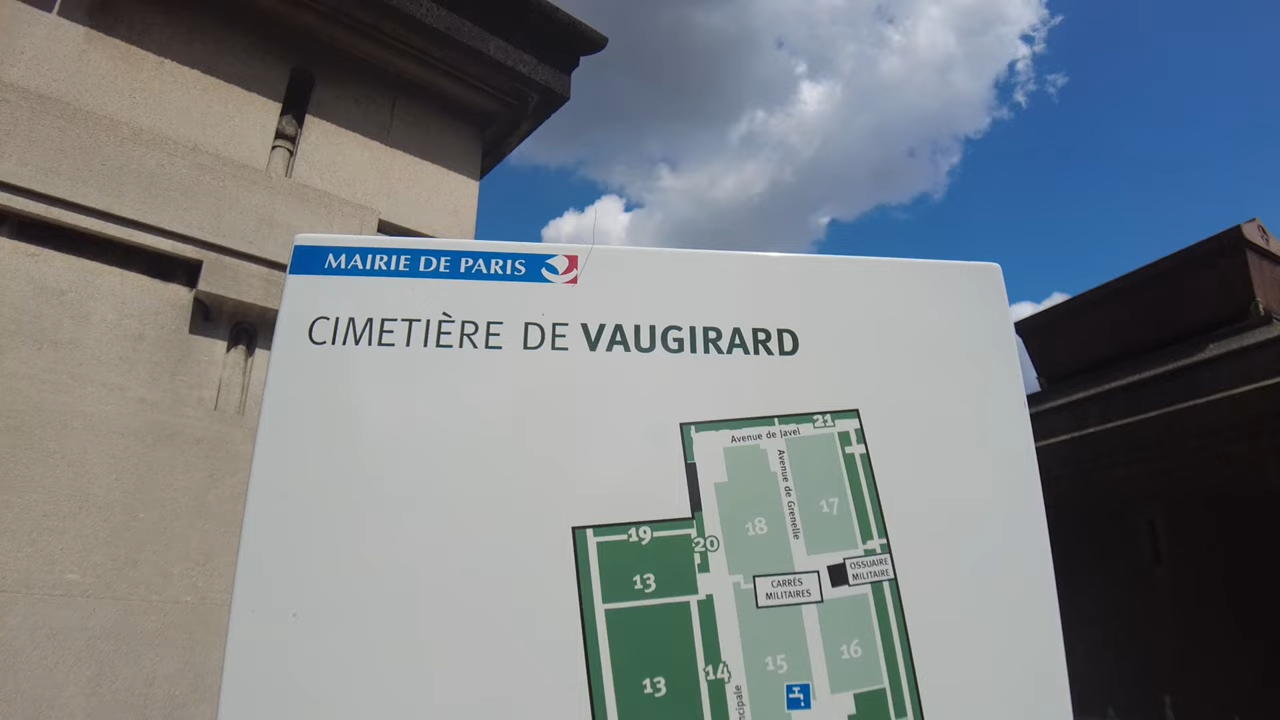 MAIRIE DE PARIS
CIMETIÈRE DE VAUGIRARD
21
Avenue de Javel
Avenue de Grenelle
17
18
19
20
OSSUAIRE
MILITAIRE
13
CARRÉS
MILITAIRES
16
15
14
13